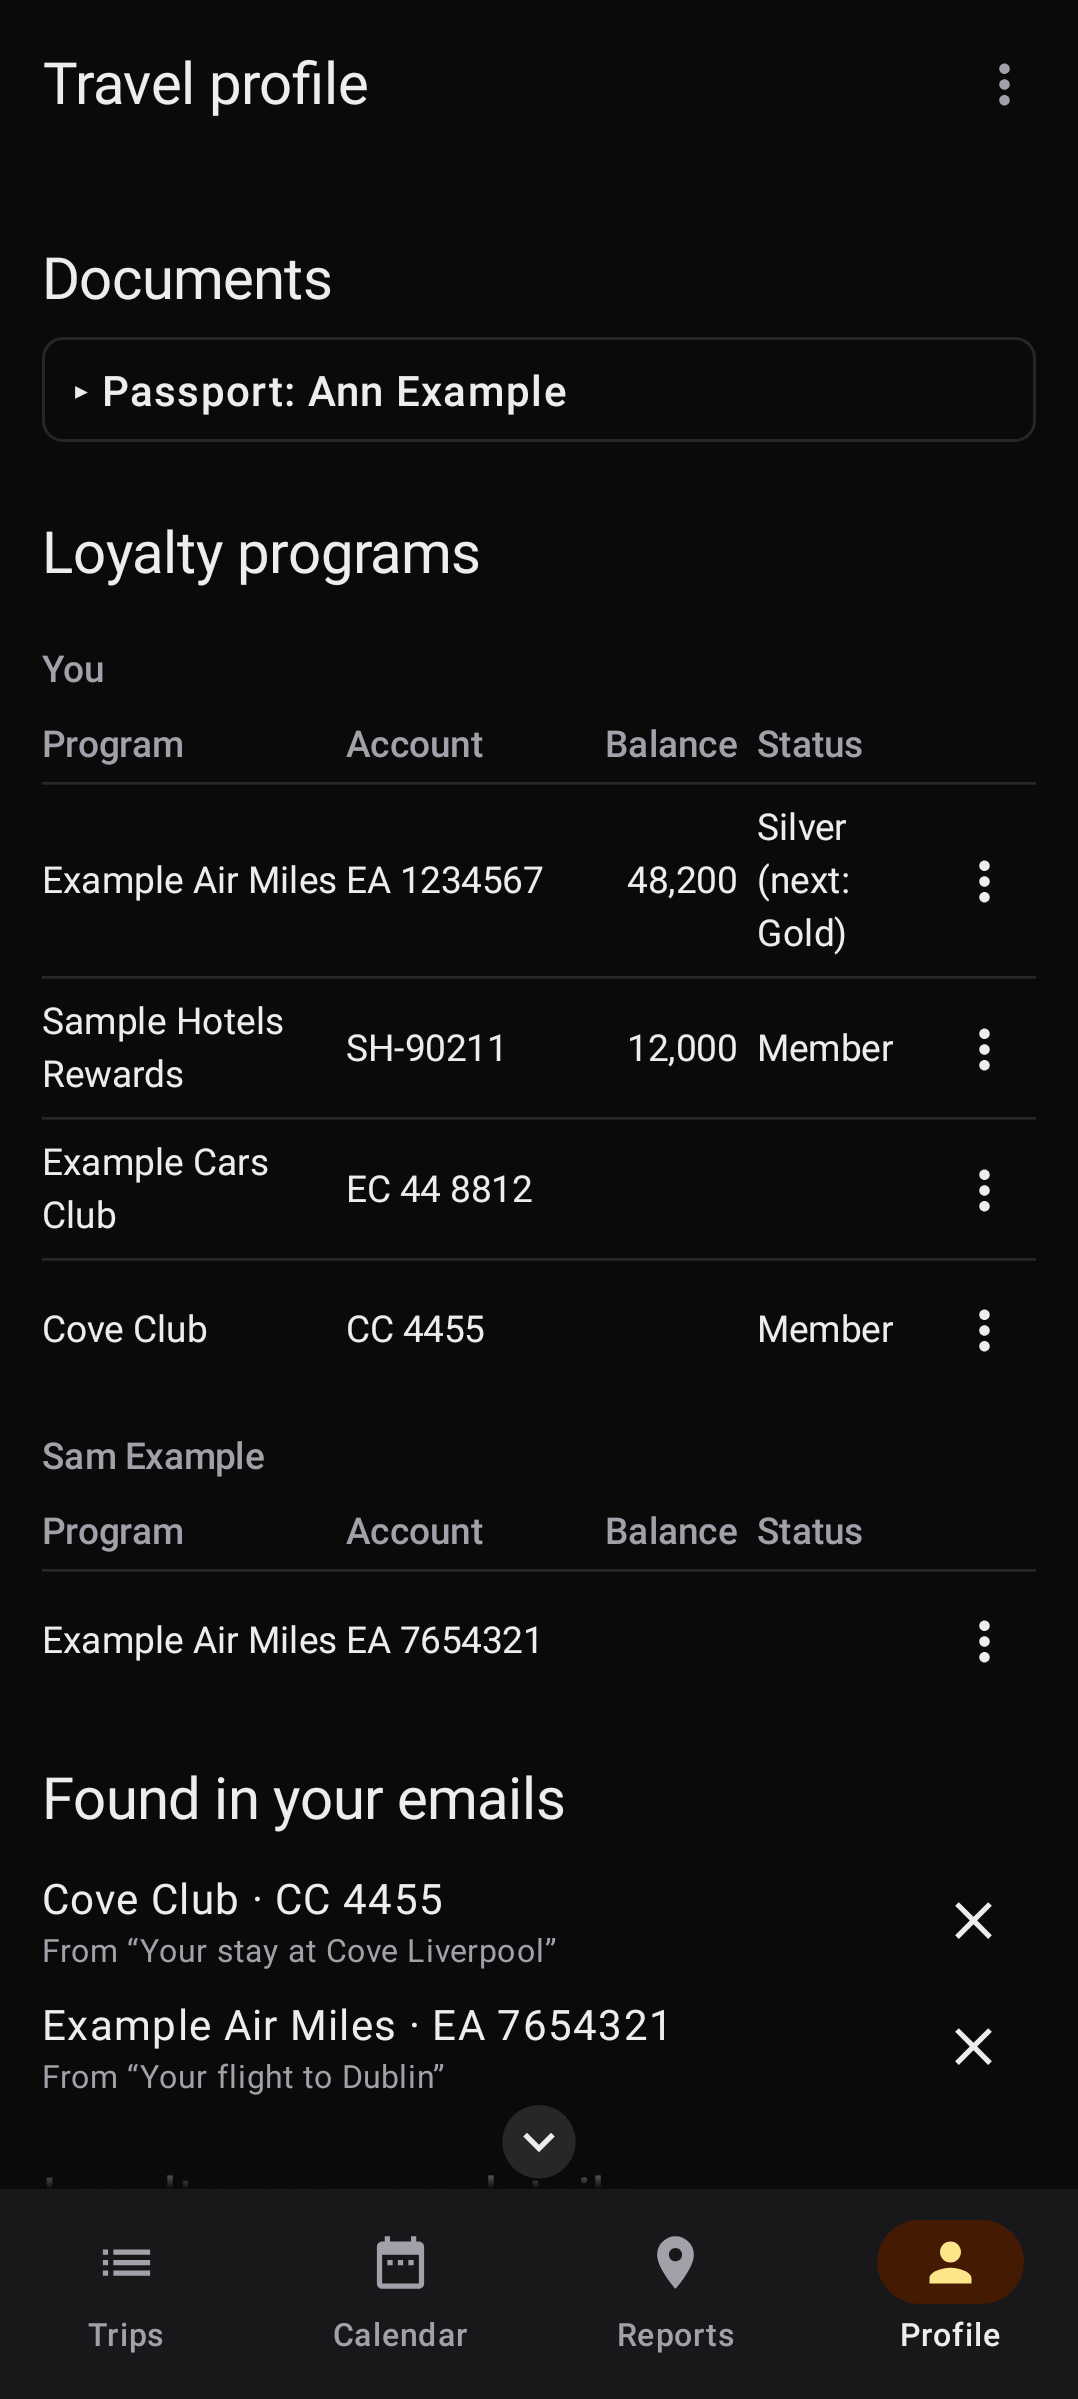 Travel profile
Documents
▸ Passport: Ann Example
Loyalty programs
You
Program Account Balance Status
Example Air Miles EA 1234567 48,200 Silver (next: Gold)
Sample Hotels Rewards SH-90211 12,000 Member
Example Cars Club EC 44 8812
Cove Club CC 4455 Member
Sam Example
Program Account Balance Status
Example Air Miles EA 7654321
Found in your emails
Cove Club · CC 4455
From “Your stay at Cove Liverpool”
Example Air Miles · EA 7654321
From “Your flight to Dublin”
Trips Calendar Reports Profile